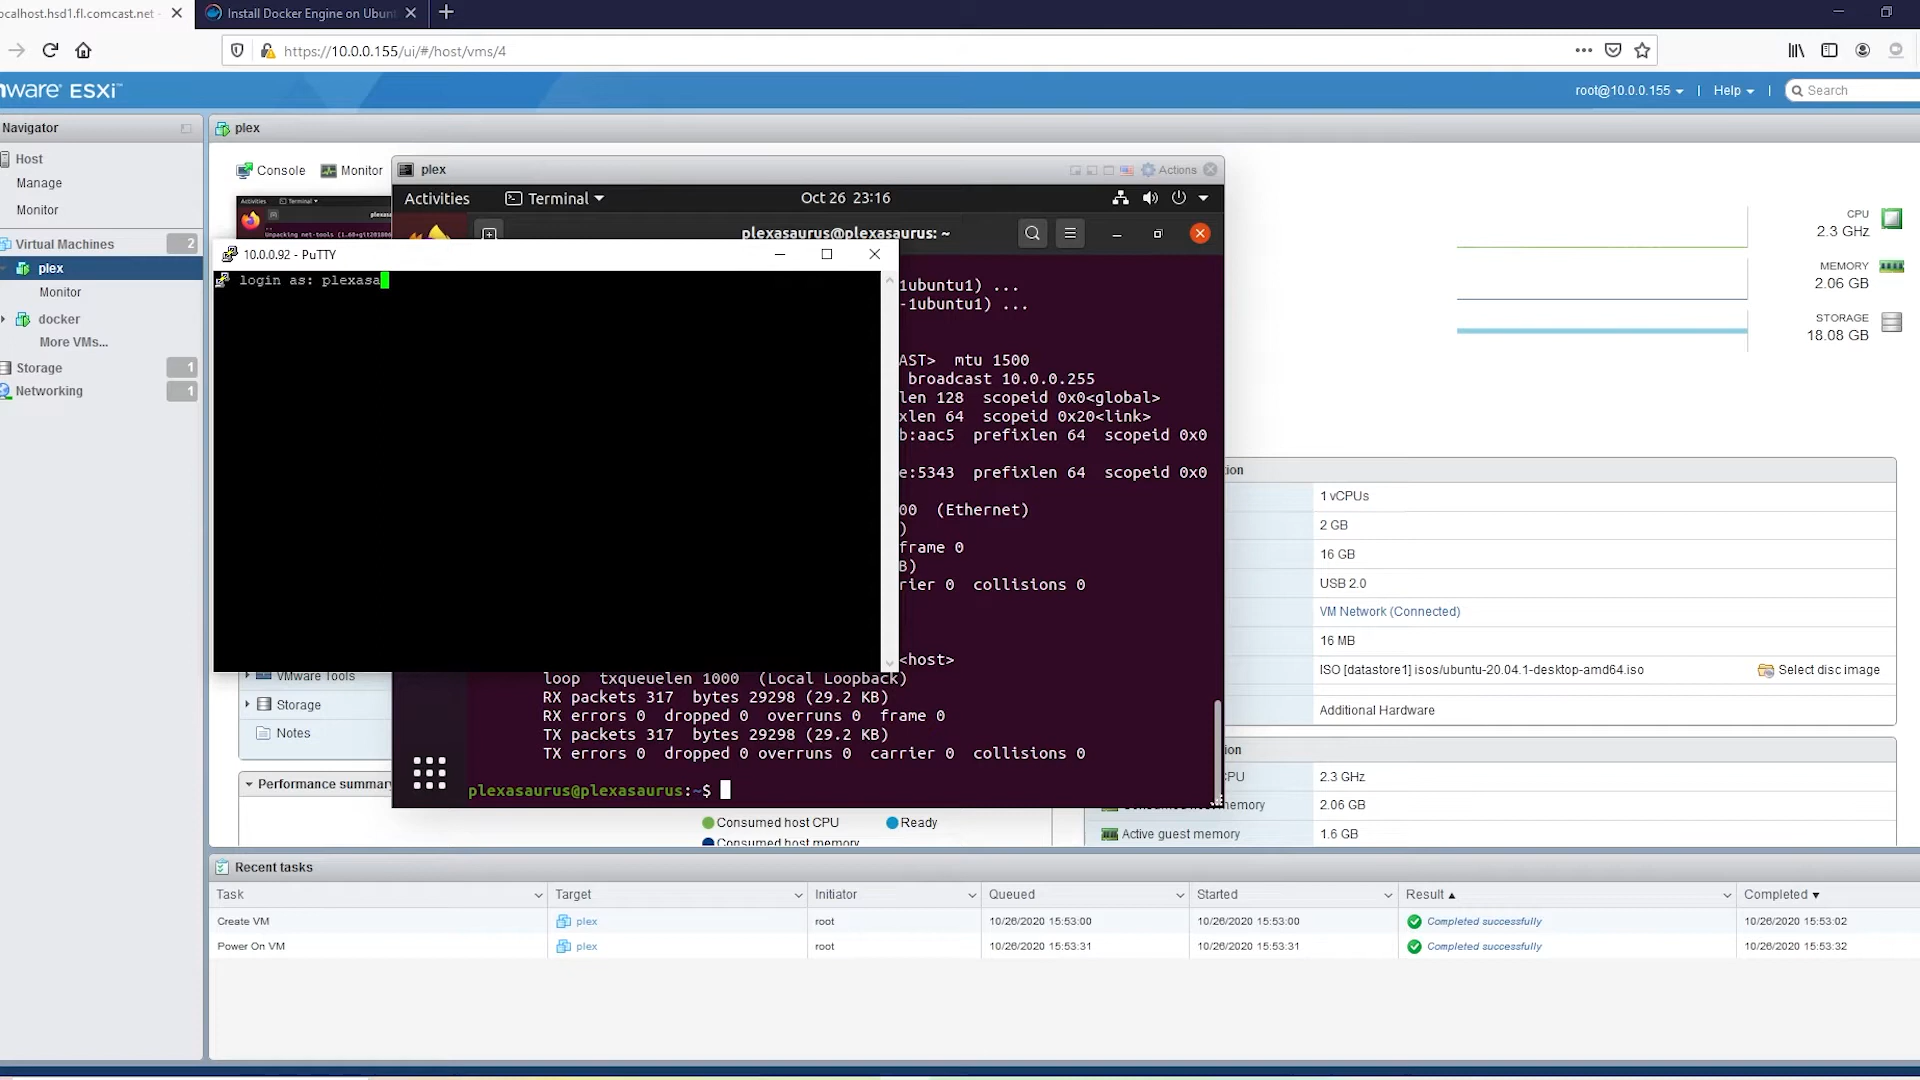 ocalhost.hsd1.fl.comcast.net -
Install Docker Engine on Ubun
https://10.0.0.155/ui/#/host/vms/4
mware® ESXi™
root@10.0.0.155
Help
Search
Navigator
plex
Host
Manage
Monitor
Virtual Machines 2
plex
Monitor
docker
More VMs...
Storage 1
Networking 1
Console
Monitor
plex
Actions
Activities
Terminal
Oct 26 23:16
plexasaurus@plexasaurus: ~
10.0.0.92 - PuTTY
login as: plexasa
1ubuntu1) ...
-1ubuntu1) ...
AST> mtu 1500
broadcast 10.0.0.255
len 128 scopeid 0x0<global>
xlen 64 scopeid 0x20<link>
b:aac5 prefixlen 64 scopeid 0x0
e:5343 prefixlen 64 scopeid 0x0
00 (Ethernet)
)
frame 0
B)
rier 0 collisions 0
<host>
loop txqueuelen 1000 (Local Loopback)
RX packets 317 bytes 29298 (29.2 KB)
RX errors 0 dropped 0 overruns 0 frame 0
TX packets 317 bytes 29298 (29.2 KB)
TX errors 0 dropped 0 overruns 0 carrier 0 collisions 0
plexasaurus@plexasaurus:~$
CPU
2.3 GHz
MEMORY
2.06 GB
STORAGE
18.08 GB
tion
1 vCPUs
2 GB
16 GB
USB 2.0
VM Network (Connected)
16 MB
ISO [datastore1] isos/ubuntu-20.04.1-desktop-amd64.iso
Select disc image
Additional Hardware
VMware Tools
Storage
Notes
Performance summary
Consumed host CPU
Ready
Consumed host memory
tion
CPU 2.3 GHz
Consumed host memory 2.06 GB
Active guest memory 1.6 GB
Recent tasks
Task Target Initiator Queued Started Result Completed
Create VM plex root 10/26/2020 15:53:00 10/26/2020 15:53:00 Completed successfully 10/26/2020 15:53:02
Power On VM plex root 10/26/2020 15:53:31 10/26/2020 15:53:31 Completed successfully 10/26/2020 15:53:32